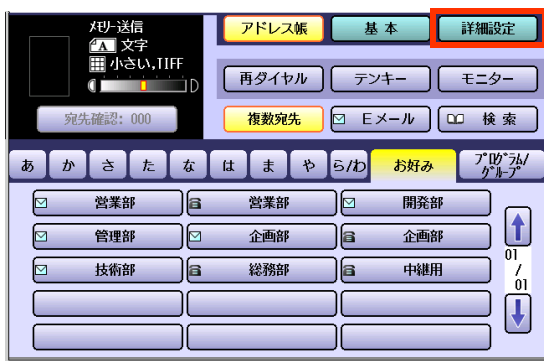 メモリー送信
A 文字
小さい,TIFF
D
宛先確認: 000
アドレス帳 基本 詳細設定
再ダイヤル テンキー モニター
複数宛先 Eメール 検索
あ か さ た な は ま や ら/わ お好み プログラム/グループ
営業部 営業部 開発部
管理部 企画部 企画部
技術部 総務部 中継用
01
/
01